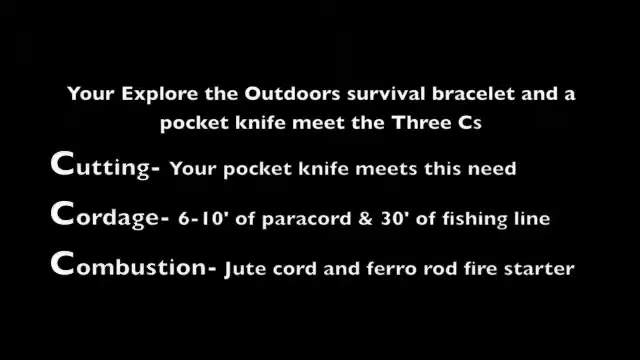 Your Explore the Outdoors survival bracelet and a
pocket knife meet the Three Cs
Cutting- Your pocket knife meets this need
Cordage- 6-10' of paracord & 30' of fishing line
Combustion- Jute cord and ferro rod fire starter